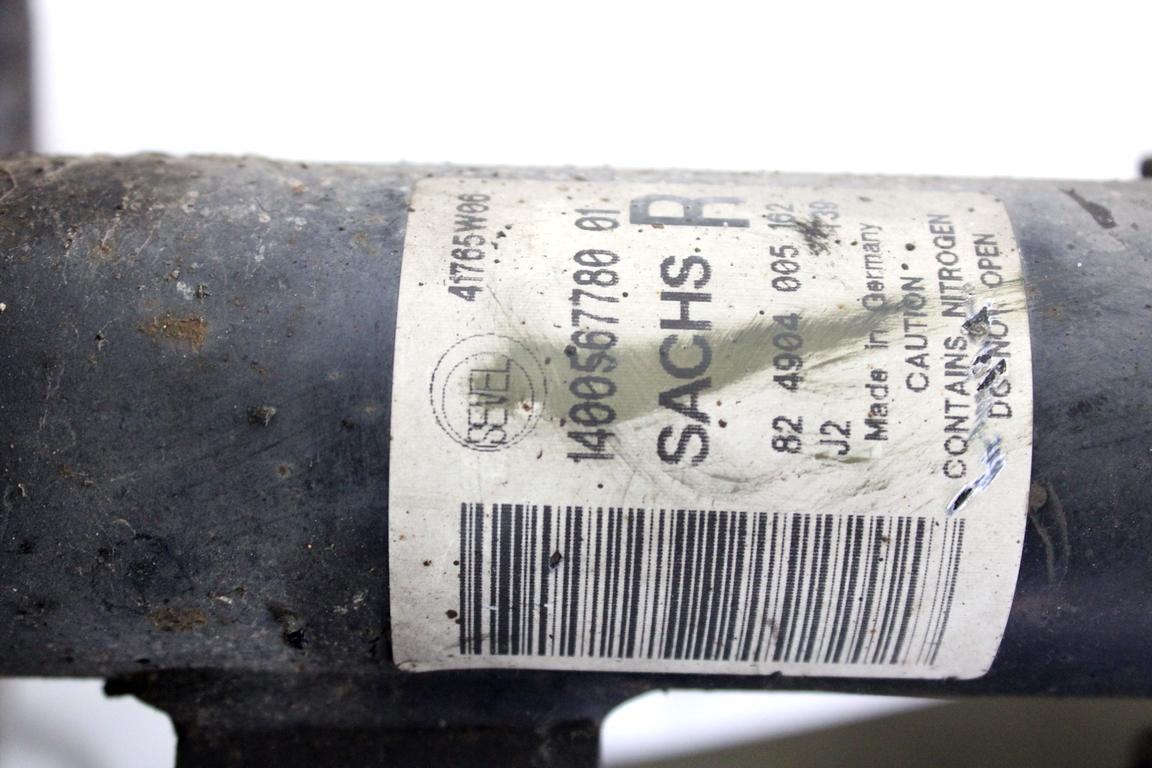 41765W06
SEVEL
1400567780 01
SACHS R
82 4904 005 162
J2 39
Made in Germany
CAUTION
CONTAINS NITROGEN
DO NOT OPEN